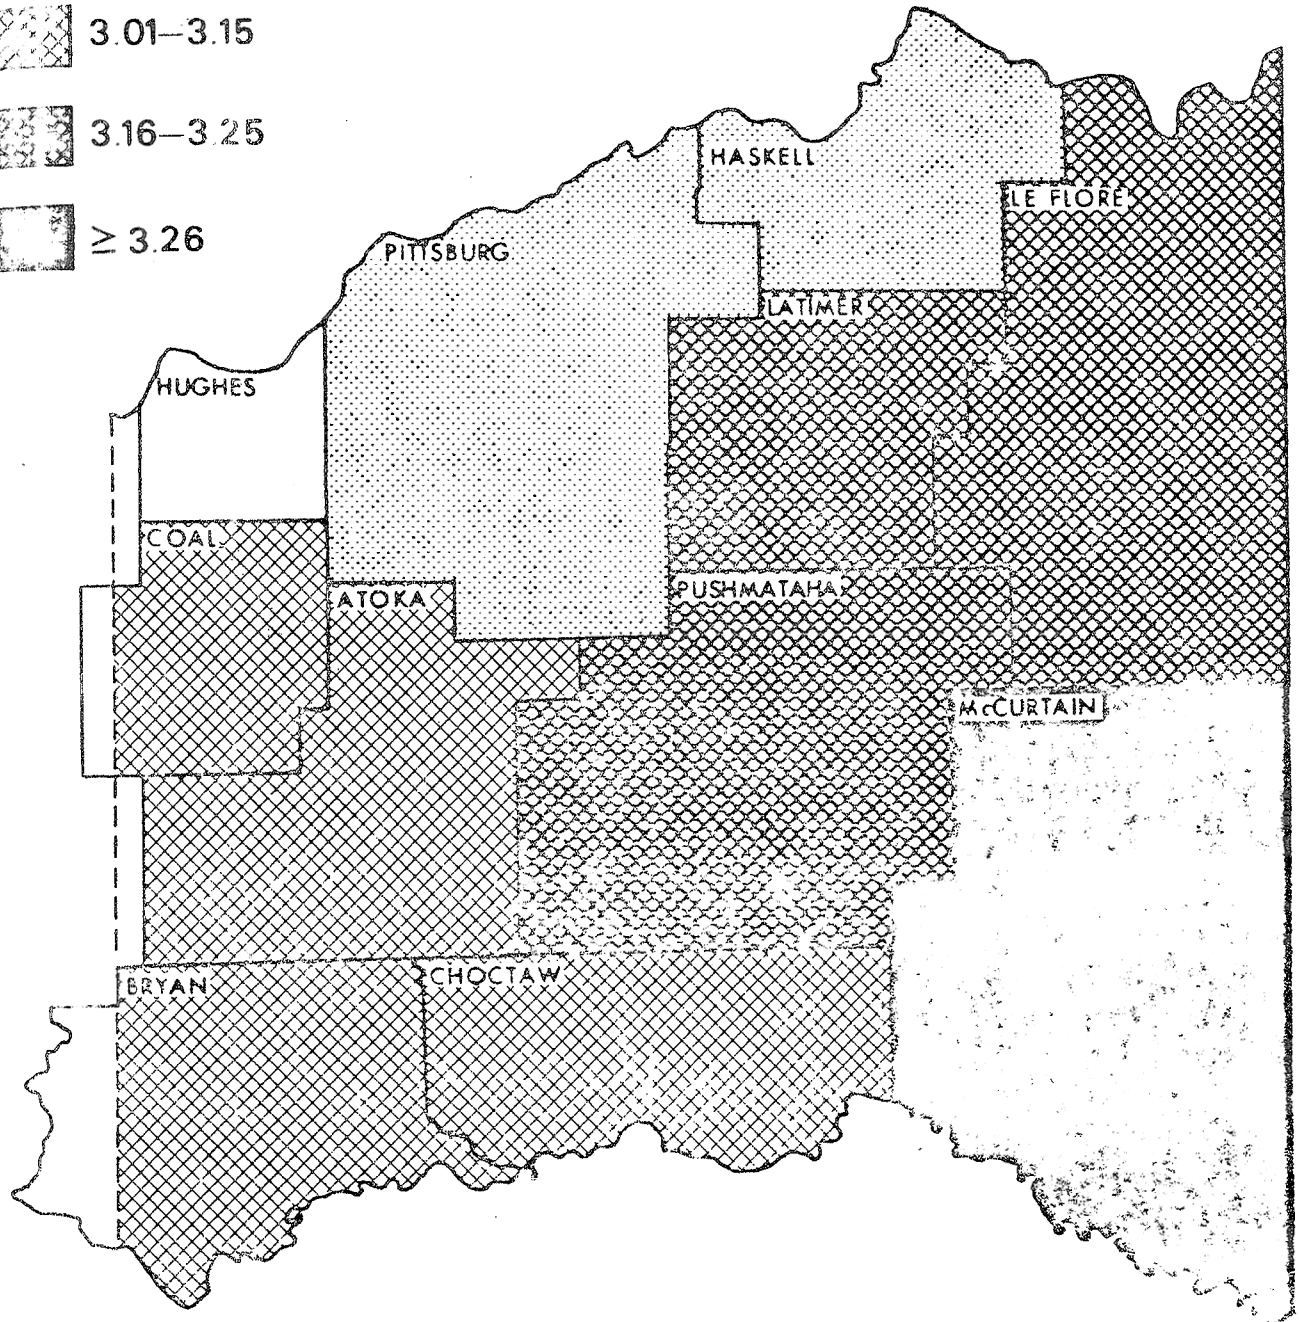 3.01–3.15
3.16–3.25
≥ 3.26
HASKELL
LE FLORE
PITTSBURG
LATIMER
HUGHES
COAL
ATOKA
PUSHMATAHA
McCURTAIN
BRYAN
CHOCTAW